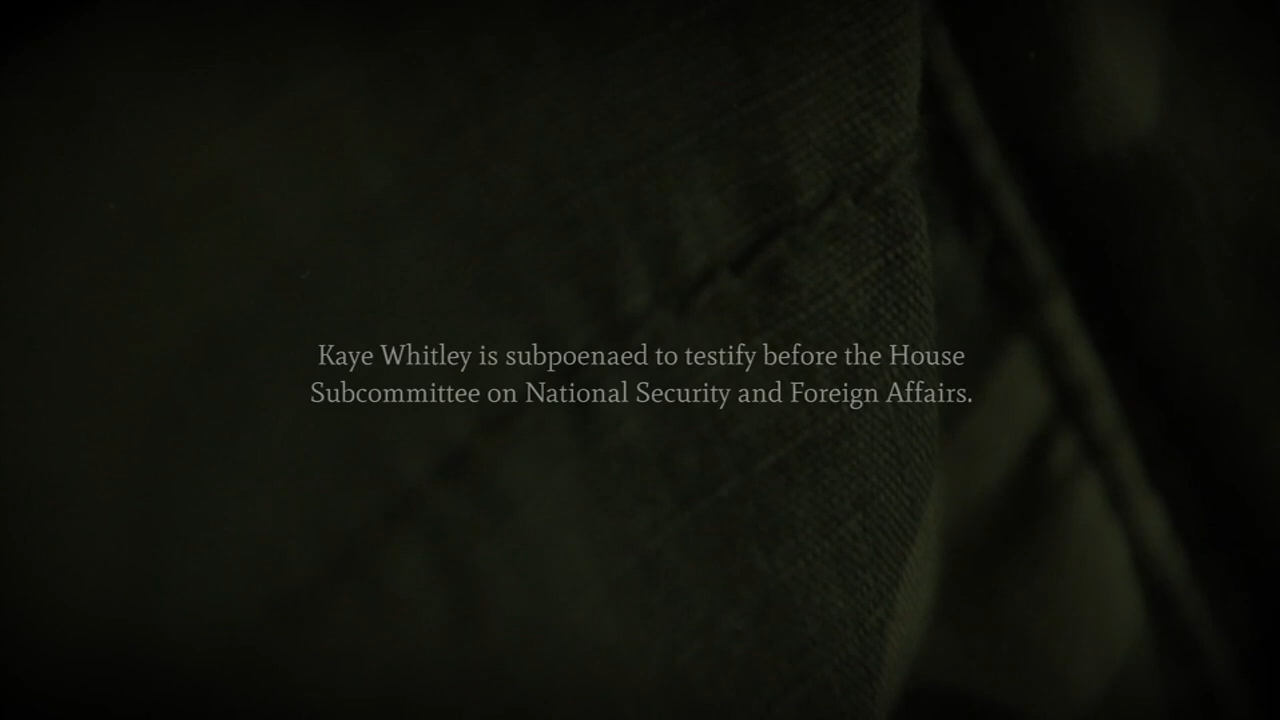 Kaye Whitley is subpoenaed to testify before the House
Subcommittee on National Security and Foreign Affairs.